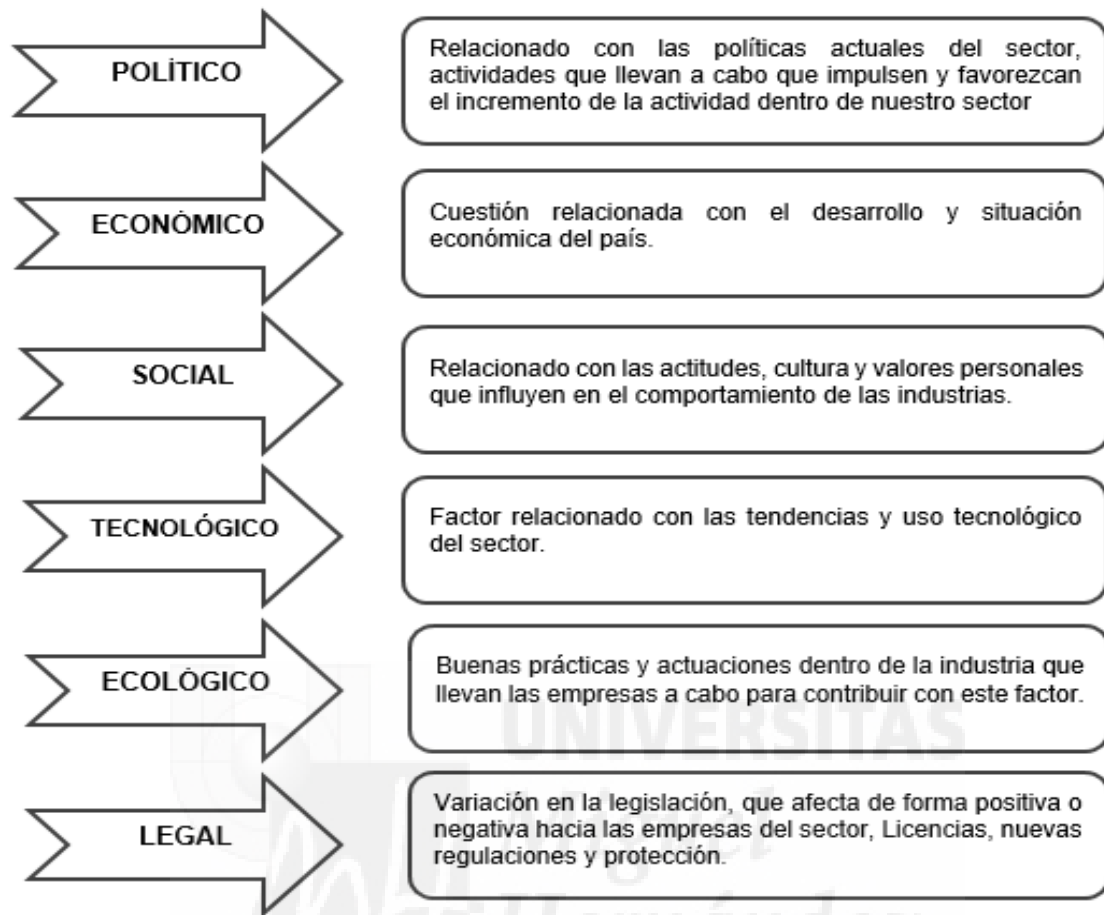 POLÍTICO
Relacionado con las políticas actuales del sector,
actividades que llevan a cabo que impulsen y favorezcan
el incremento de la actividad dentro de nuestro sector
ECONÓMICO
Cuestión relacionada con el desarrollo y situación
económica del país.
SOCIAL
Relacionado con las actitudes, cultura y valores personales
que influyen en el comportamiento de las industrias.
TECNOLÓGICO
Factor relacionado con las tendencias y uso tecnológico
del sector.
ECOLÓGICO
Buenas prácticas y actuaciones dentro de la industria que
llevan las empresas a cabo para contribuir con este factor.
UNIVERSITAS
LEGAL
Variación en la legislación, que afecta de forma positiva o
negativa hacia las empresas del sector, Licencias, nuevas
regulaciones y protección.
Miguel
Hernández